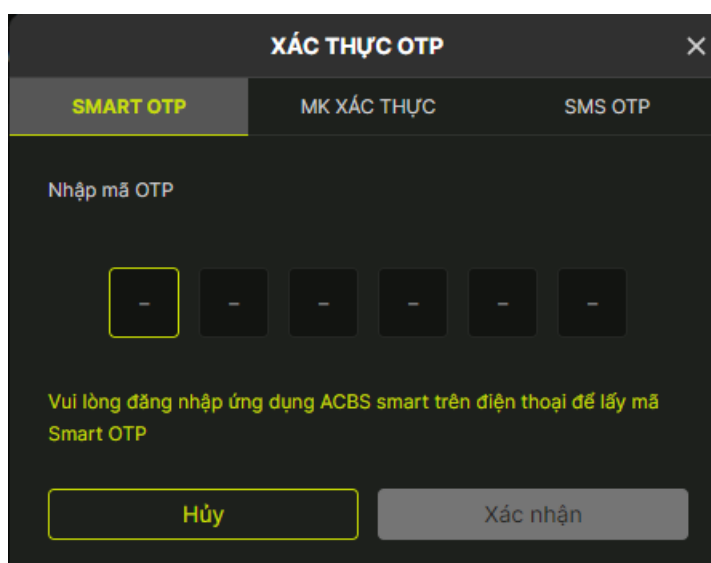 XÁC THỰC OTP
SMART OTP MK XÁC THỰC SMS OTP
Nhập mã OTP
- - - - - -
Vui lòng đăng nhập ứng dụng ACBS smart trên điện thoại để lấy mã
Smart OTP
Hủy Xác nhận